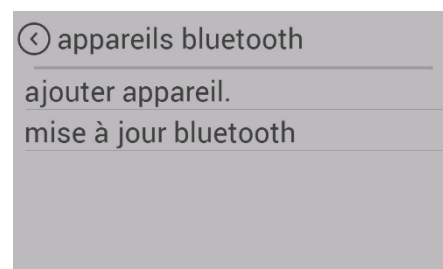 appareils bluetooth
ajouter appareil.
mise à jour bluetooth